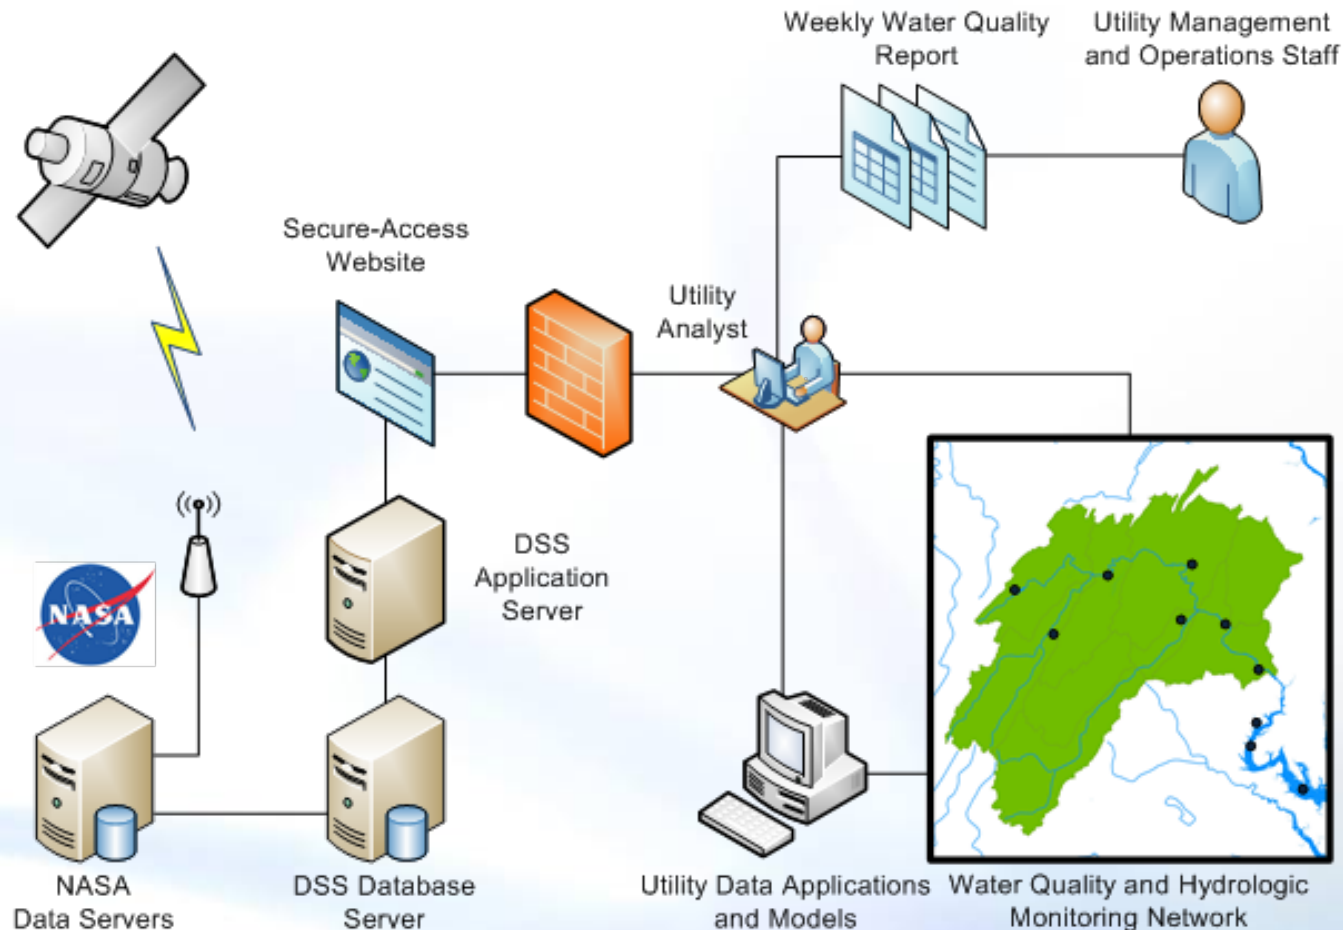 Weekly Water Quality
Report
Utility Management
and Operations Staff
Secure-Access
Website
Utility
Analyst
DSS
Application
Server
NASA
NASA
Data Servers
DSS Database
Server
Utility Data Applications
and Models
Water Quality and Hydrologic
Monitoring Network